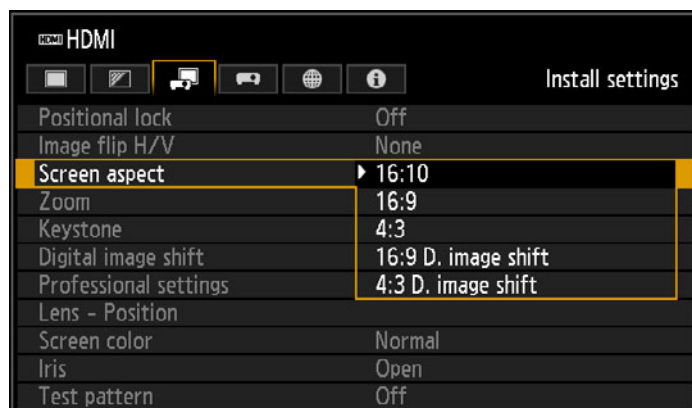 HDMI HDMI
Install settings
Positional lock Off
Image flip H/V None
Screen aspect 16:10
Zoom 16:9
Keystone 4:3
Digital image shift 16:9 D. image shift
Professional settings 4:3 D. image shift
Lens - Position
Screen color Normal
Iris Open
Test pattern Off